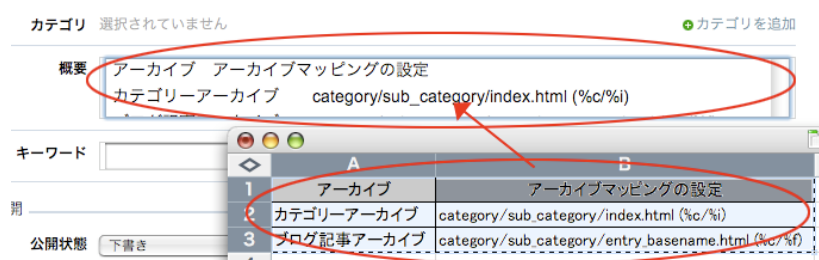 カテゴリ 選択されていません カテゴリを追加
概要 アーカイブ アーカイブマッピングの設定
カテゴリーアーカイブ category/sub_category/index.html (%c/%i)
キーワード
A B
1 アーカイブ アーカイブマッピングの設定
2 カテゴリーアーカイブ category/sub_category/index.html (%c/%i)
開
3 ブログ記事アーカイブ category/sub_category/entry_basename.html (%c/%f)
公開状態 下書き